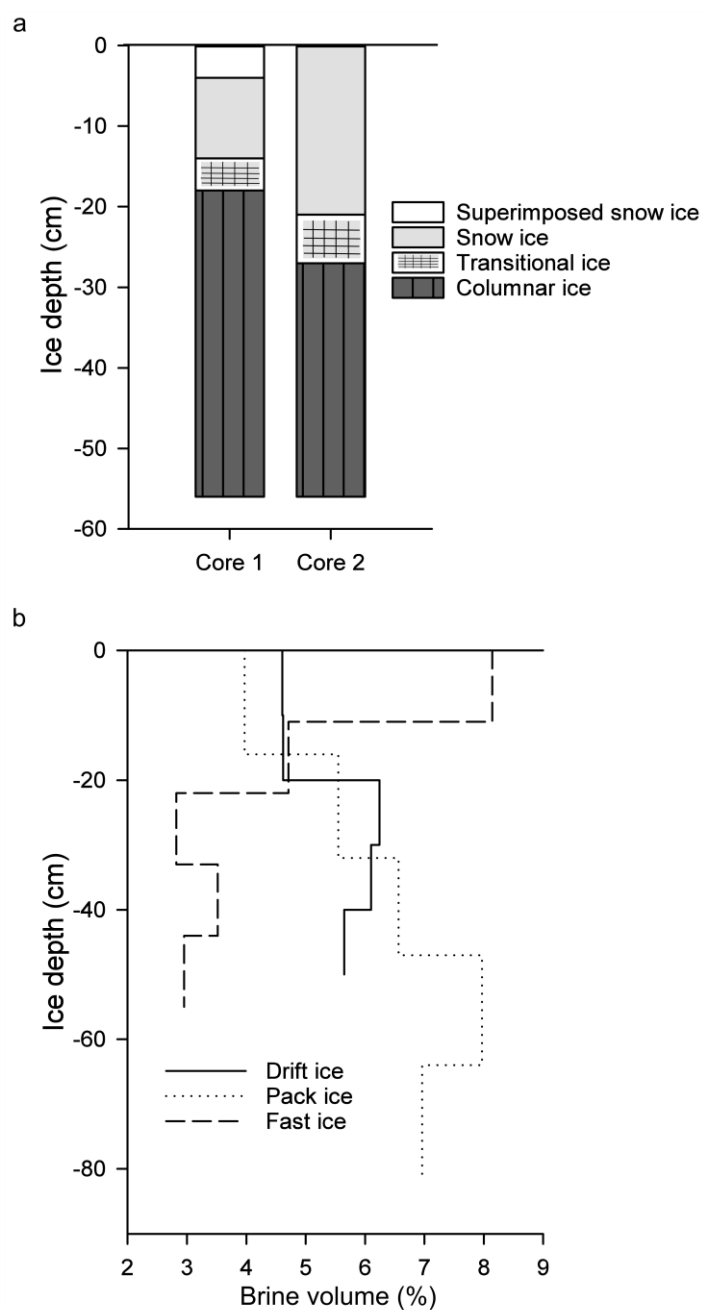 a
0
-10
-20
-30
-40
-50
-60
Ice depth (cm)
Core 1 Core 2
Superimposed snow ice
Snow ice
Transitional ice
Columnar ice
b
0
-20
-40
-60
-80
Ice depth (cm)
Drift ice
Pack ice
Fast ice
2 3 4 5 6 7 8 9
Brine volume (%)